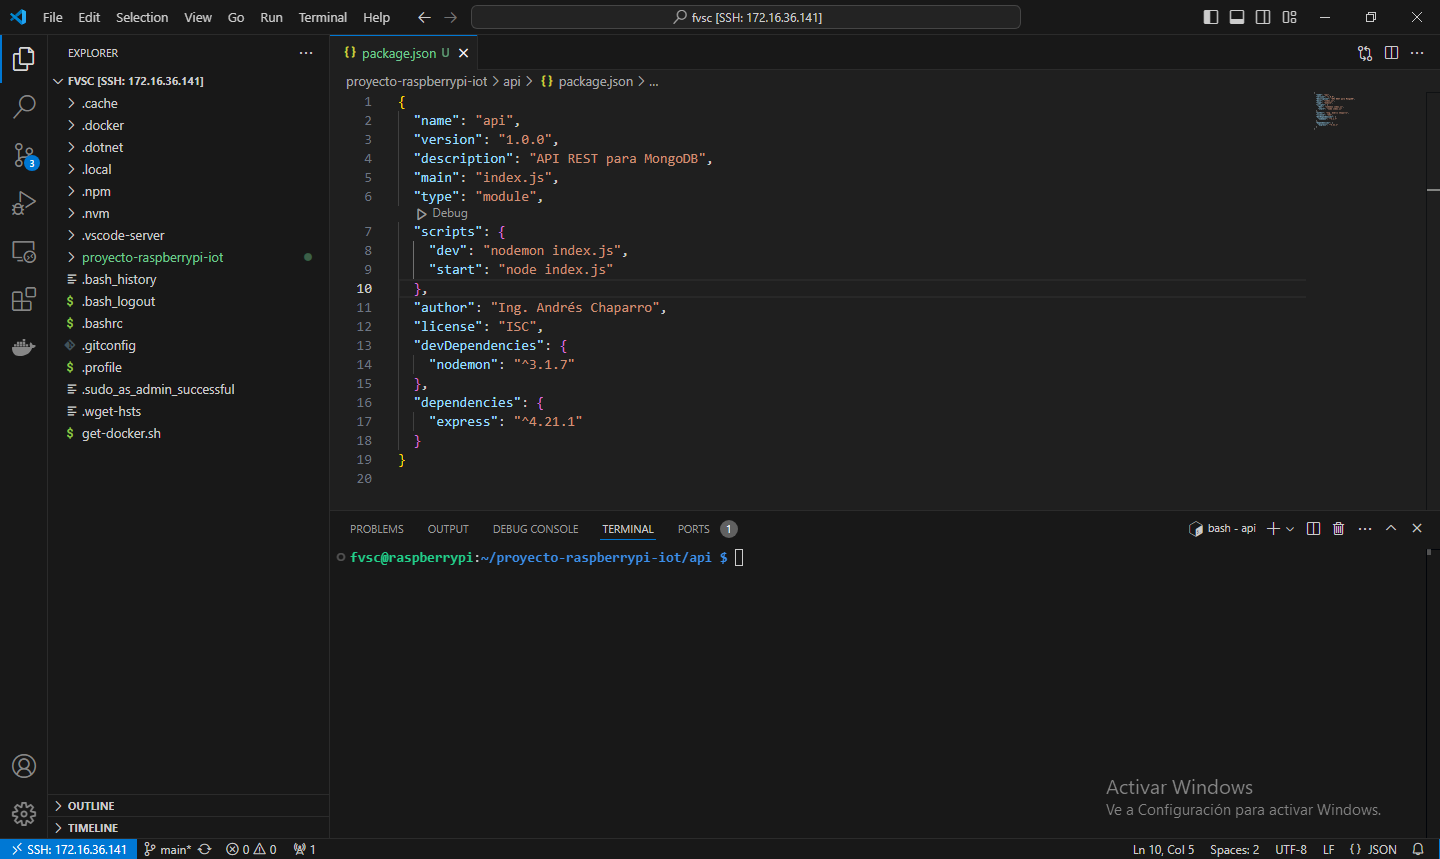 File Edit Selection View Go Run Terminal Help
fvsc [SSH: 172.16.36.141]
EXPLORER
FVSC [SSH: 172.16.36.141]
.cache
.docker
.dotnet
.local
.npm
.nvm
.vscode-server
proyecto-raspberrypi-iot
.bash_history
.bash_logout
.bashrc
.gitconfig
.profile
.sudo_as_admin_successful
.wget-hsts
get-docker.sh
OUTLINE
TIMELINE
3
package.json U
proyecto-raspberrypi-iot > api > {} package.json > ...
1 {
2 "name": "api",
3 "version": "1.0.0",
4 "description": "API REST para MongoDB",
5 "main": "index.js",
6 "type": "module",
Debug
7 "scripts": {
8 "dev": "nodemon index.js",
9 "start": "node index.js"
10 },
11 "author": "Ing. Andrés Chaparro",
12 "license": "ISC",
13 "devDependencies": {
14 "nodemon": "^3.1.7"
15 },
16 "dependencies": {
17 "express": "^4.21.1"
18 }
19 }
20
PROBLEMS OUTPUT DEBUG CONSOLE TERMINAL PORTS 1
bash - api
fvsc@raspberrypi:~/proyecto-raspberrypi-iot/api $
Activar Windows
Ve a Configuración para activar Windows.
SSH: 172.16.36.141 main* 0 0 1 Ln 10, Col 5 Spaces: 2 UTF-8 LF {} JSON